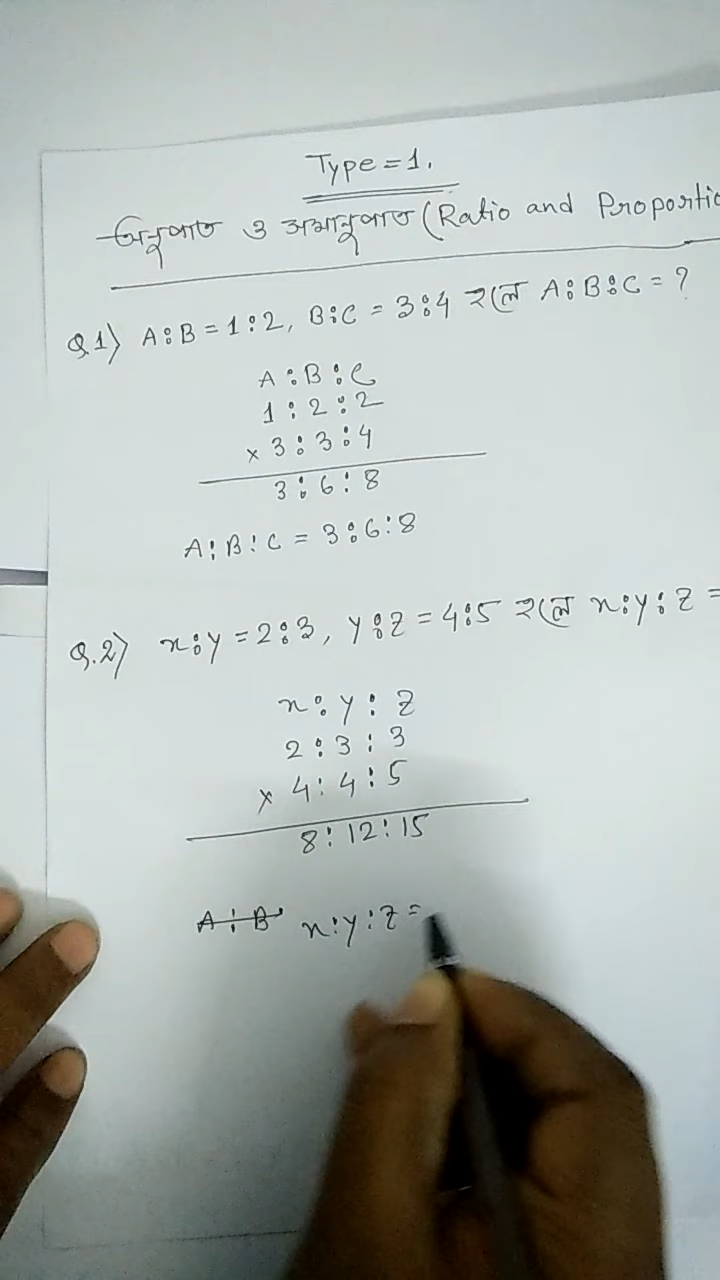 Type = 1.
অনুপাত ও সমানুপাত (Ratio and Proportio
Q.1) A:B = 1:2, B:C = 3:4 হলে A:B:C = ?
A : B : C
1 : 2 : 2
× 3 : 3 : 4
3 : 6 : 8
A : B : C = 3:6:8
Q.2) x:y = 2:3, y:z = 4:5 হলে x:y:z =
x : y : z
2 : 3 : 3
× 4 : 4 : 5
8 : 12 : 15
A : B x:y:z =